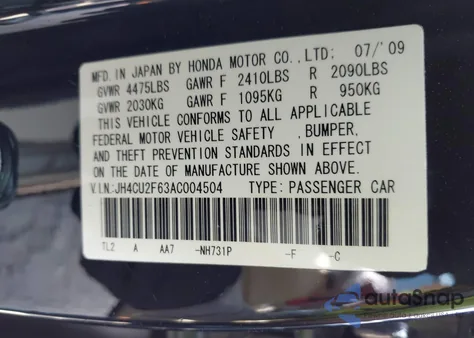 MFD. IN JAPAN BY HONDA MOTOR CO., LTD; 07/'09
GVWR 4475LBS GAWR F 2410LBS R 2090LBS
GVWR 2030KG GAWR F 1095KG R 950KG
THIS VEHICLE CONFORMS TO ALL APPLICABLE
FEDERAL MOTOR VEHICLE SAFETY ,BUMPER,
AND THEFT PREVENTION STANDARDS IN EFFECT
ON THE DATE OF MANUFACTURE SHOWN ABOVE.
V.I.N.:JH4CU2F63AC004504 TYPE: PASSENGER CAR
TL2 A AA7 -NH731P -F -C
autoSnap